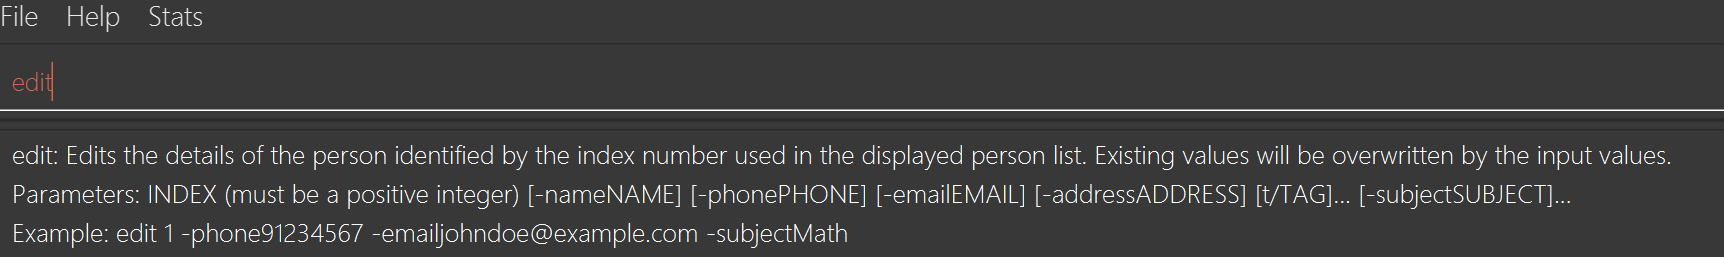 File Help Stats
edit
edit: Edits the details of the person identified by the index number used in the displayed person list. Existing values will be overwritten by the input values.
Parameters: INDEX (must be a positive integer) [-nameNAME] [-phonePHONE] [-emailEMAIL] [-addressADDRESS] [t/TAG]... [-subjectSUBJECT]...
Example: edit 1 -phone91234567 -emailjohndoe@example.com -subjectMath